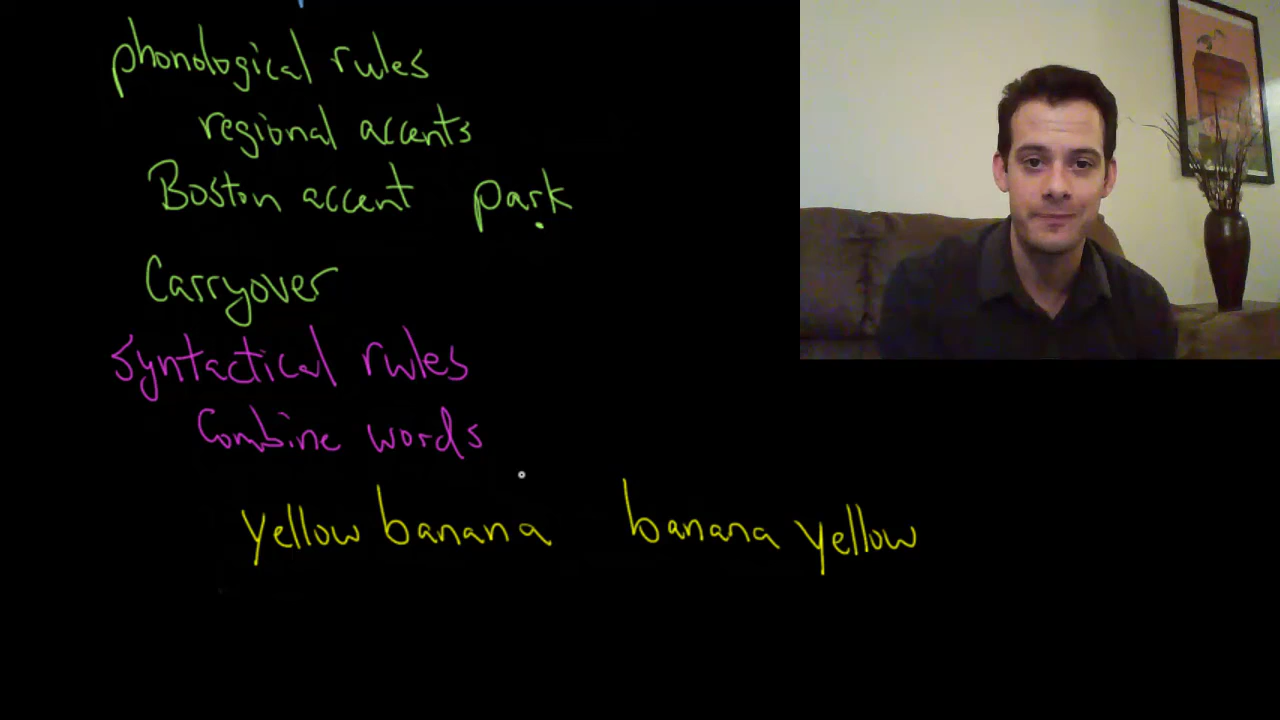 phonological rules
regional accents
Boston accent park
Carryover
Syntactical rules
Combine words
yellow banana banana yellow